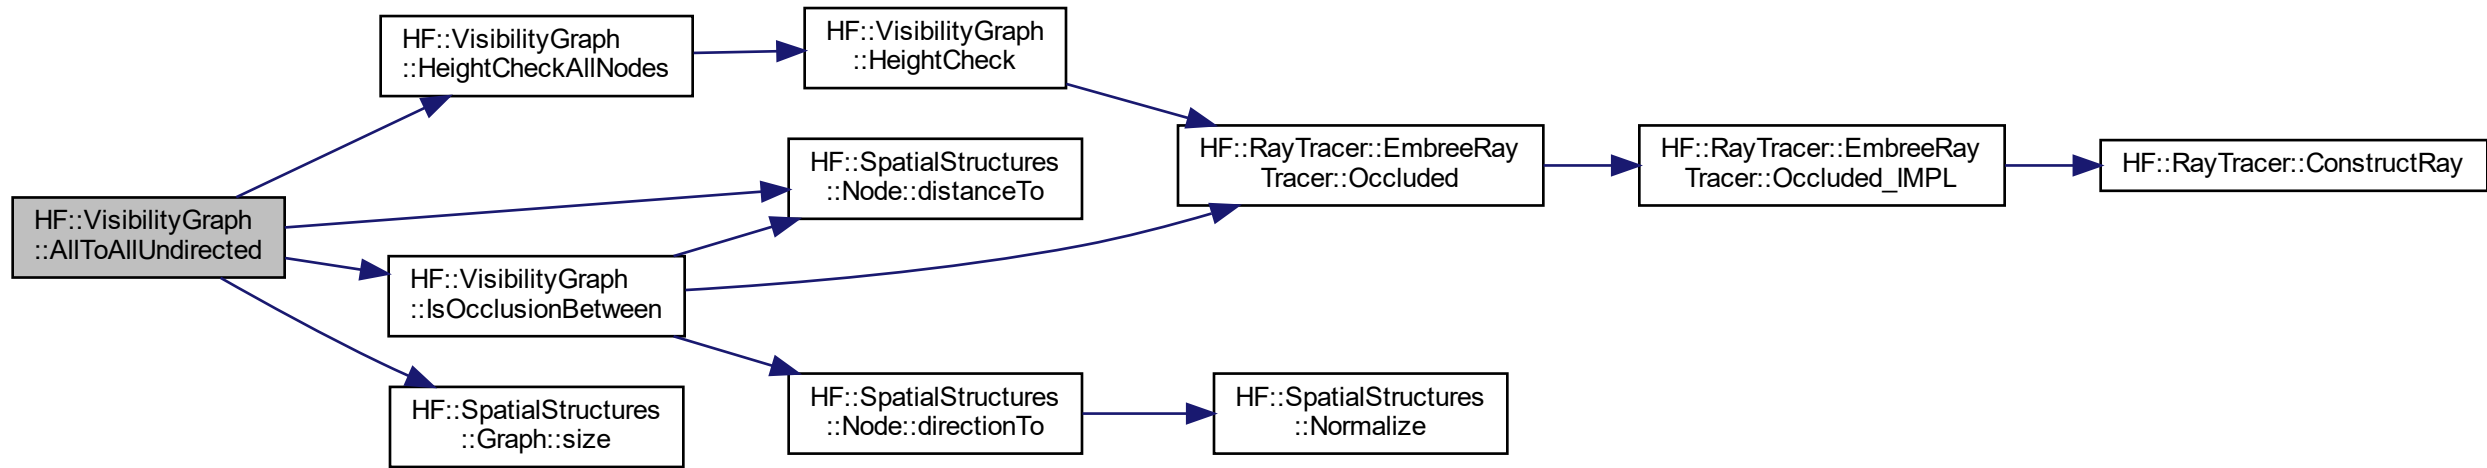 HF::VisibilityGraph
::AllToAllUndirected
HF::VisibilityGraph
::HeightCheckAllNodes
HF::VisibilityGraph
::HeightCheck
HF::SpatialStructures
::Node::distanceTo
HF::VisibilityGraph
::IsOcclusionBetween
HF::SpatialStructures
::Graph::size
HF::RayTracer::EmbreeRay
Tracer::Occluded
HF::RayTracer::EmbreeRay
Tracer::Occluded_IMPL
HF::RayTracer::ConstructRay
HF::SpatialStructures
::Node::directionTo
HF::SpatialStructures
::Normalize